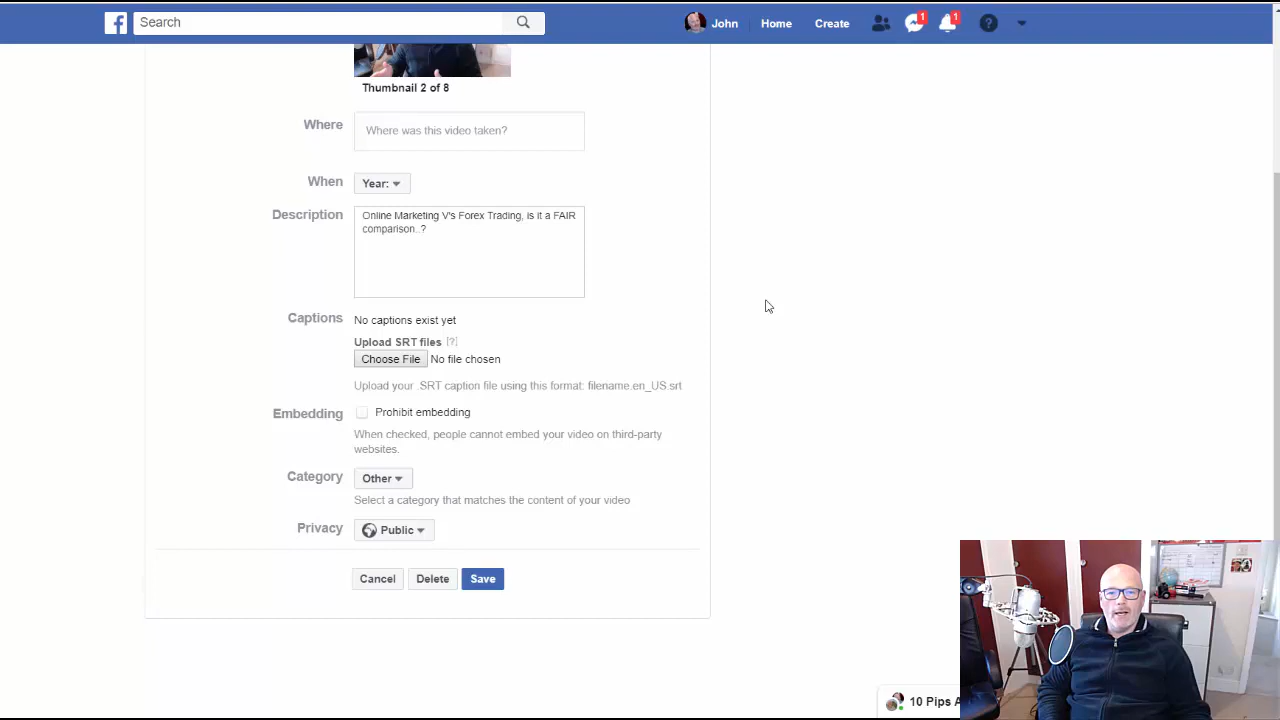 Search
John
Home
Create
1
1
Thumbnail 2 of 8
Where
Where was this video taken?
When
Year:
Description
Online Marketing V's Forex Trading, is it a FAIR
comparison..?
Captions
No captions exist yet
Upload SRT files [?]
Choose File No file chosen
Upload your .SRT caption file using this format: filename.en_US.srt
Embedding
Prohibit embedding
When checked, people cannot embed your video on third-party
websites.
Category
Other
Select a category that matches the content of your video
Privacy
Public
Cancel
Delete
Save
10 Pips